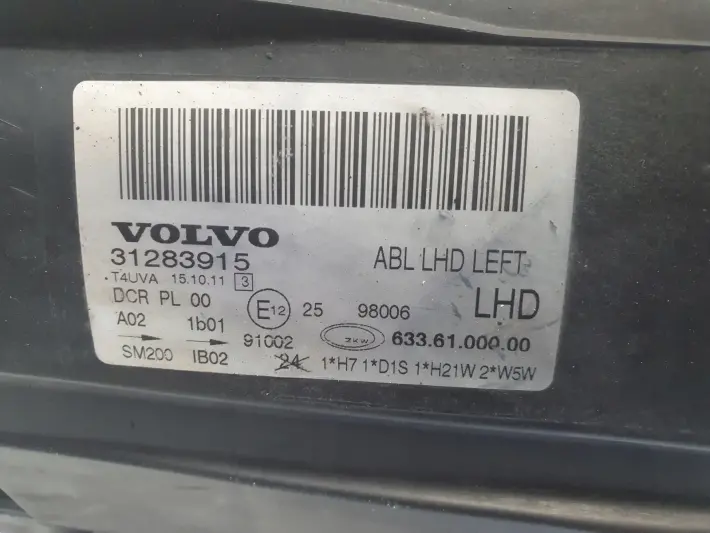 VOLVO
31283915 ABL LHD LEFT
T4UVA 15.10.11 3
DCR PL 00 E12 25 98006 LHD
A02 1b01 91002 ZKW 633.61.000.00
SM200 IB02 24 1*H7 1*D1S 1*H21W 2*W5W